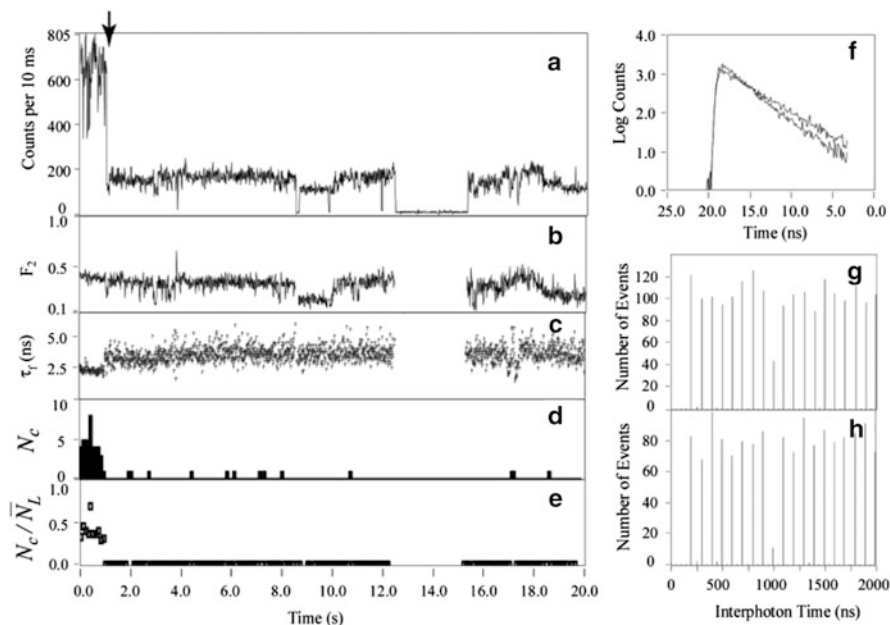 a
Counts per 10 ms
805
600
400
200
0
b
F2
1.0
0.5
0.1
c
τf (ns)
5.0
2.5
d
Nc
10
5
0
e
Nc / N̄L
1.0
0.5
0.0
2.0 4.0 6.0 8.0 10.0 12.0 14.0 16.0 18.0 20.0
Time (s)
f
Log Counts
4.0
3.0
2.0
1.0
0.0
25.0 20.0 15.0 10.0 5.0 0.0
Time (ns)
g
Number of Events
120
100
80
60
40
20
0
h
Number of Events
80
60
40
20
0
0 500 1000 1500 2000
Interphoton Time (ns)